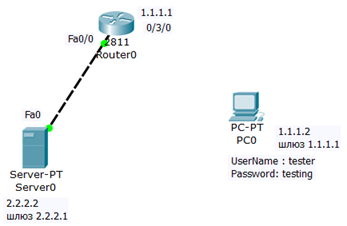 1.1.1.1
Fa0/0
2811
0/3/0
Router0
Fa0
PC-PT
PC0
1.1.1.2
шлюз 1.1.1.1
UserName : tester
Password: testing
Server-PT
Server0
2.2.2.2
шлюз 2.2.2.1